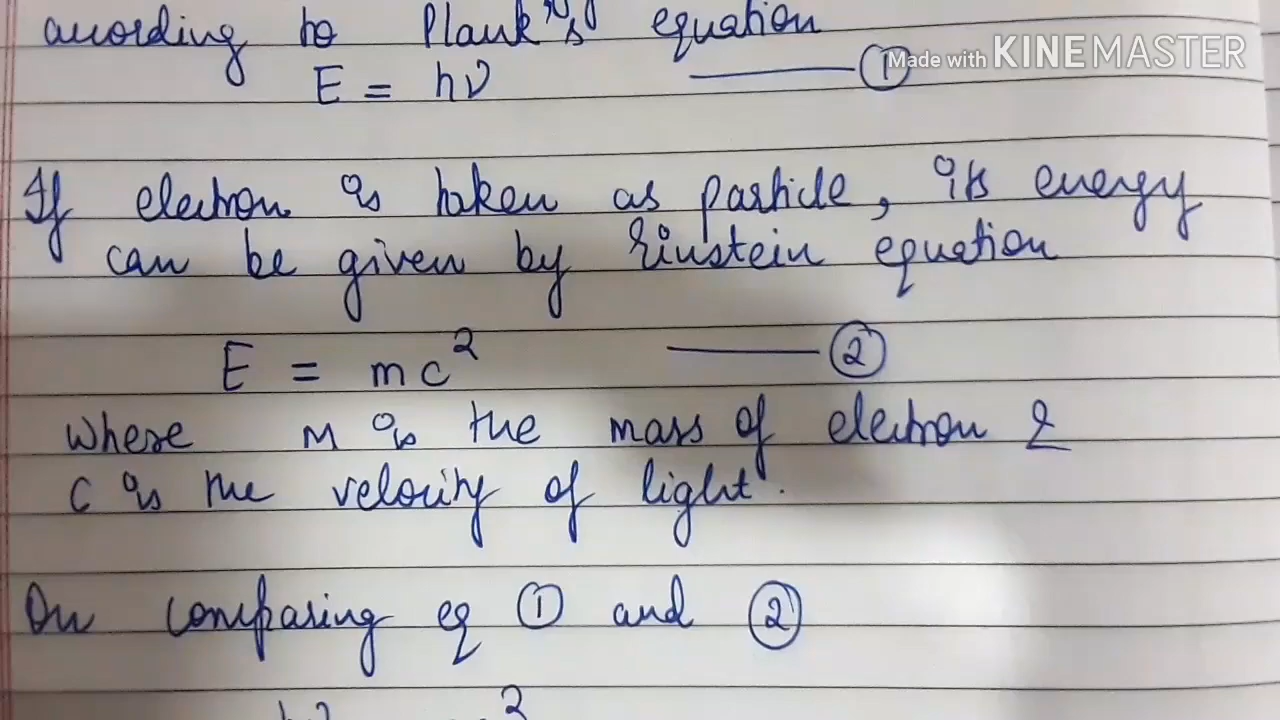 according to Plank's equation
Made with KINEMASTER
E = hν ——— ①
If electron is taken as particle, its energy
can be given by Einstein equation
E = mc² ——— ②
Where m is the mass of electron &
C is the velocity of light.
On comparing eq ① and ②